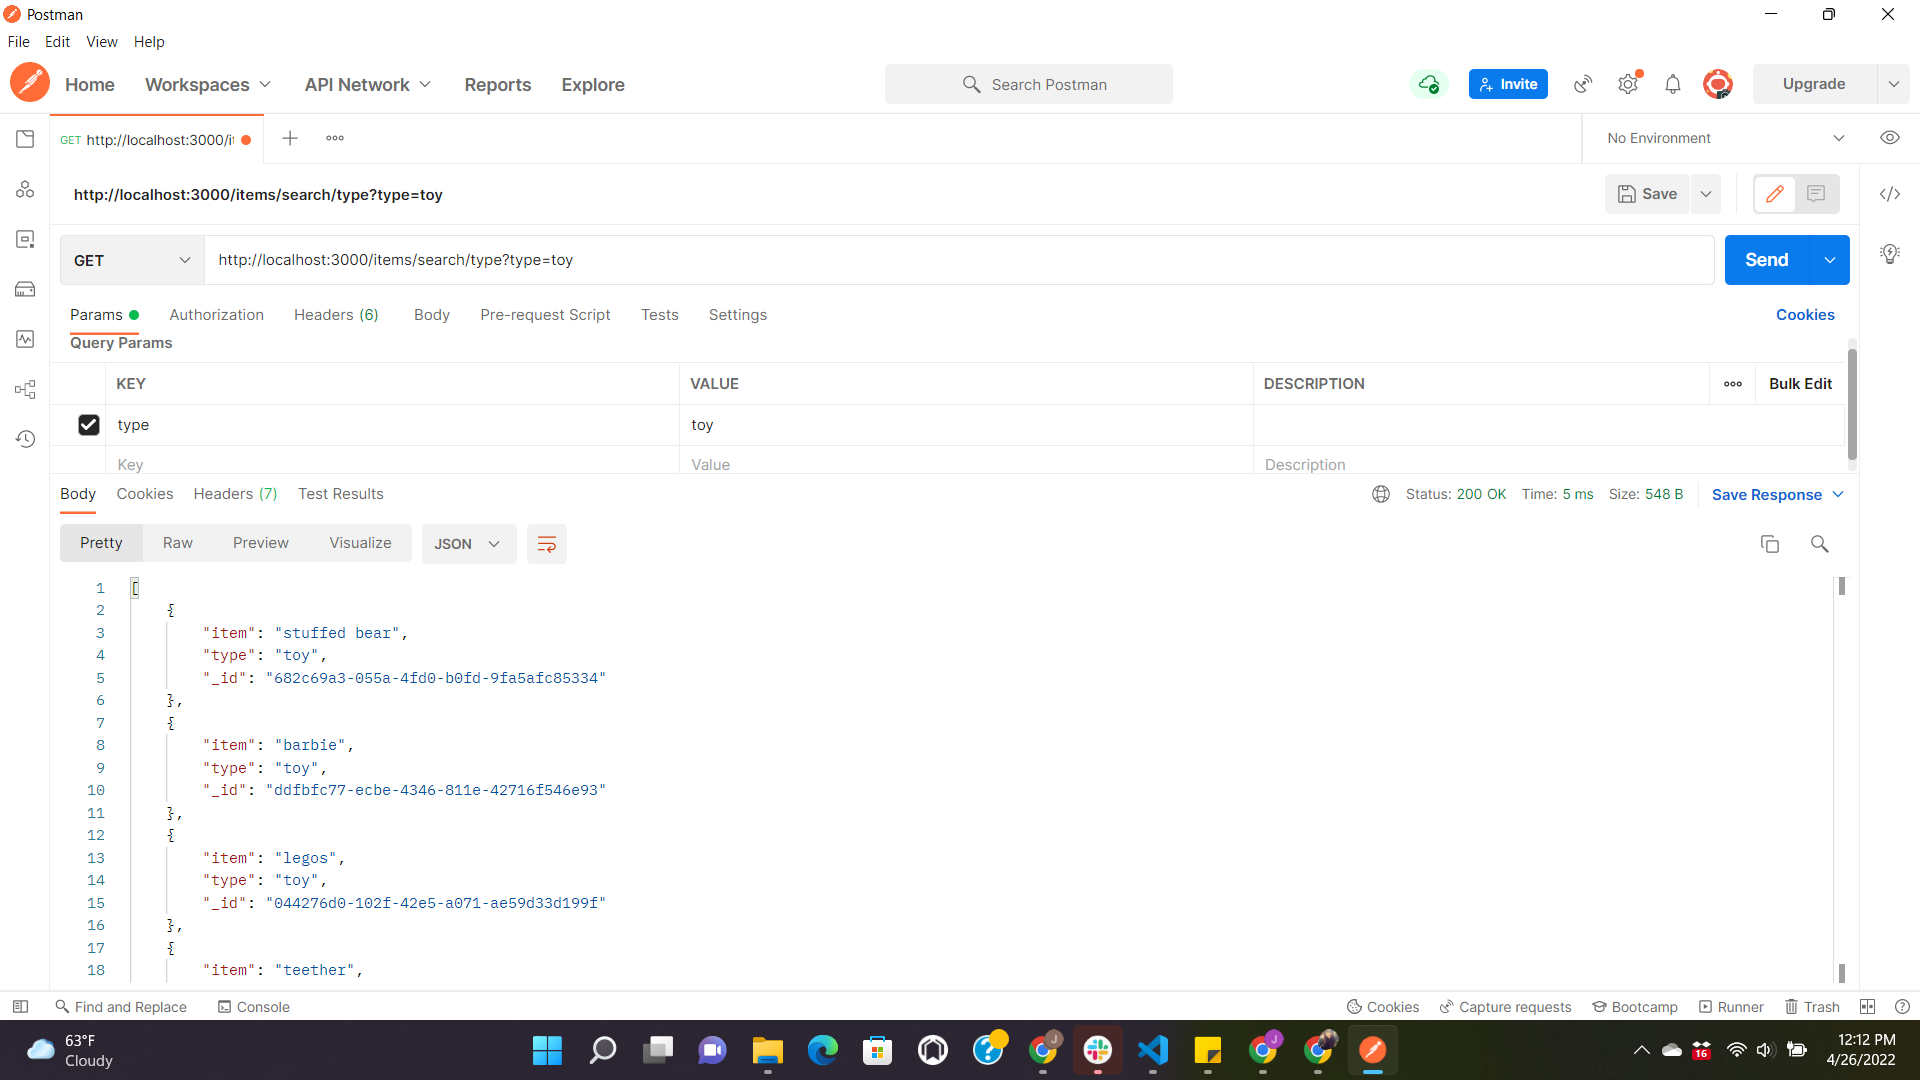 Postman
File Edit View Help
Home Workspaces API Network Reports Explore Search Postman Invite Upgrade
GET http://localhost:3000/it No Environment
http://localhost:3000/items/search/type?type=toy Save
GET http://localhost:3000/items/search/type?type=toy Send
Params Authorization Headers (6) Body Pre-request Script Tests Settings Cookies
Query Params
KEY VALUE DESCRIPTION Bulk Edit
type toy
Key Value Description
Body Cookies Headers (7) Test Results Status: 200 OK Time: 5 ms Size: 548 B Save Response
Pretty Raw Preview Visualize JSON
1 [
2 {
3 "item": "stuffed bear",
4 "type": "toy",
5 "_id": "682c69a3-055a-4fd0-b0fd-9fa5afc85334"
6 },
7 {
8 "item": "barbie",
9 "type": "toy",
10 "_id": "ddfbfc77-ecbe-4346-811e-42716f546e93"
11 },
12 {
13 "item": "legos",
14 "type": "toy",
15 "_id": "044276d0-102f-42e5-a071-ae59d33d199f"
16 },
17 {
18 "item": "teether",
Find and Replace Console Cookies Capture requests Bootcamp Runner Trash
63°F
Cloudy
J
J
16
12:12 PM
4/26/2022